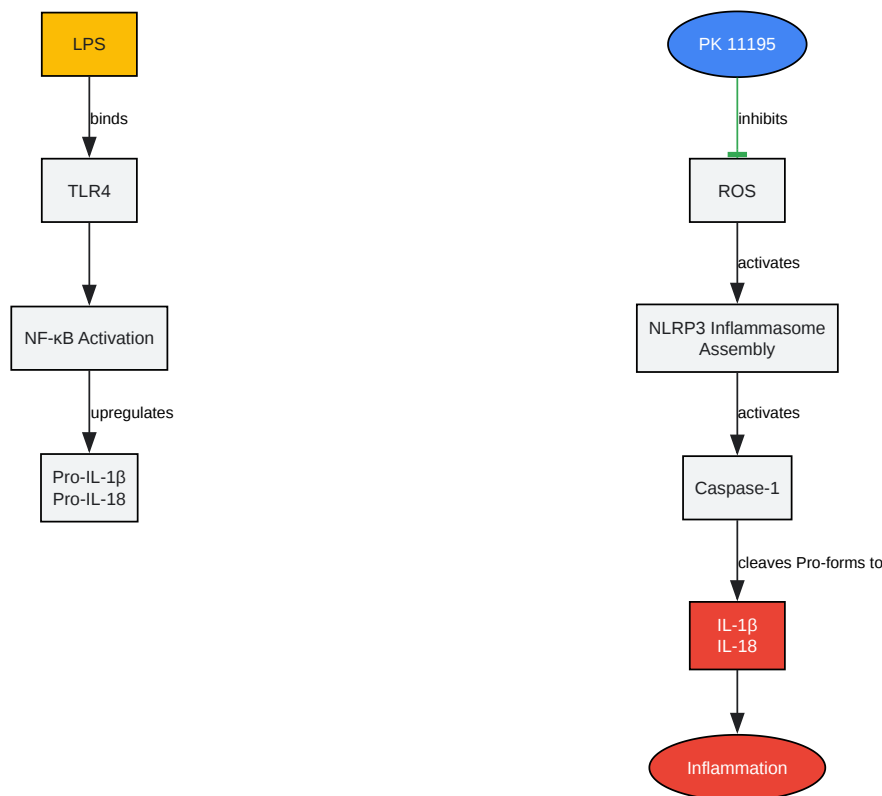 LPS
binds
TLR4
NF-κB Activation
upregulates
Pro-IL-1β
Pro-IL-18
PK 11195
inhibits
ROS
activates
NLRP3 Inflammasome
Assembly
activates
Caspase-1
cleaves Pro-forms to
IL-1β
IL-18
Inflammation